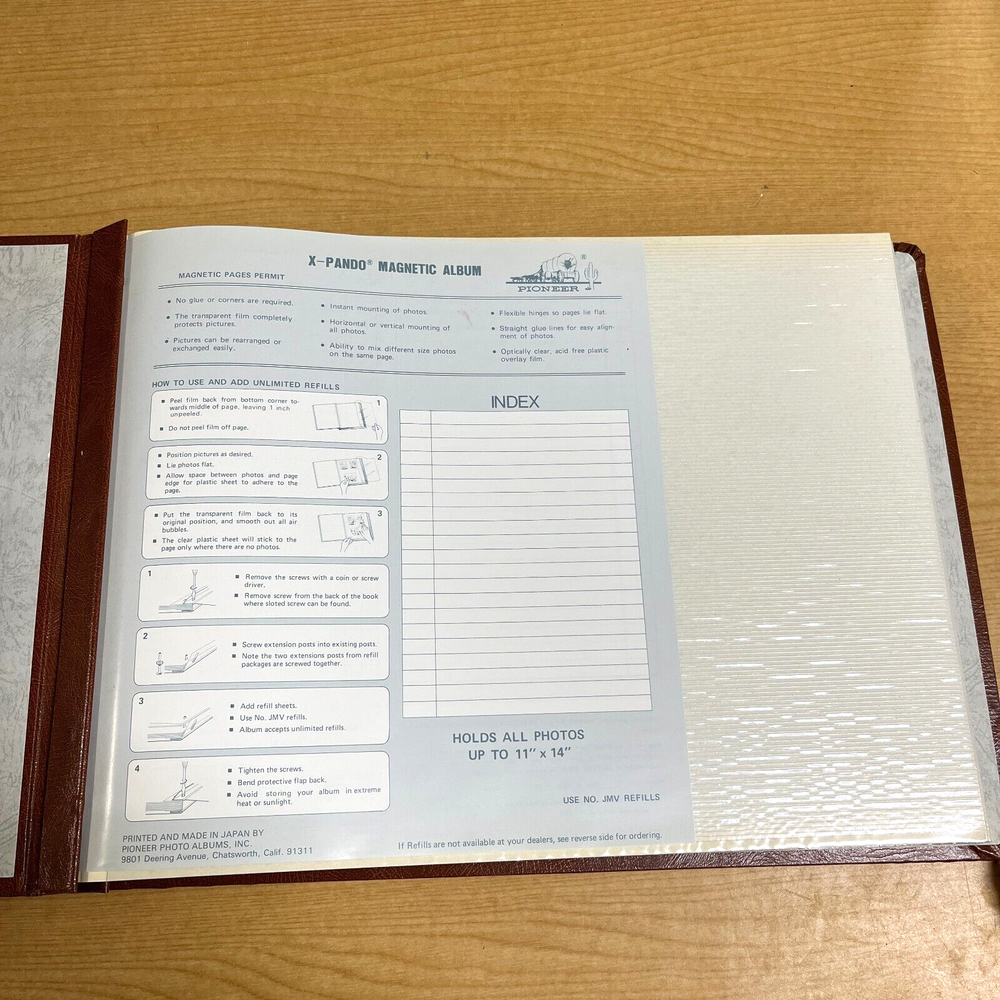 X-PANDO® MAGNETIC ALBUM
PIONEER
®
MAGNETIC PAGES PERMIT
• No glue or corners are required.
• The transparent film completely
protects pictures.
• Pictures can be rearranged or
exchanged easily.
• Instant mounting of photos.
• Horizontal or vertical mounting of
all photos.
• Ability to mix different size photos
on the same page.
• Flexible hinges so pages lie flat.
• Straight glue lines for easy align-
ment of photos.
• Optically clear, acid free plastic
overlay film.
HOW TO USE AND ADD UNLIMITED REFILLS
1
■ Peel film back from bottom corner to-
wards middle of page, leaving 1 inch
unpeeled.
■ Do not peel film off page.
2
■ Position pictures as desired.
■ Lie photos flat.
■ Allow space between photos and page
edge for plastic sheet to adhere to the
page.
3
■ Put the transparent film back to its
original position, and smooth out all air
bubbles.
■ The clear plastic sheet will stick to the
page only where there are no photos.
1
■ Remove the screws with a coin or screw
driver.
■ Remove screw from the back of the book
where sloted screw can be found.
2
■ Screw extension posts into existing posts.
■ Note the two extensions posts from refill
packages are screwed together.
3
■ Add refill sheets.
■ Use No. JMV refills.
■ Album accepts unlimited refills.
4
■ Tighten the screws.
■ Bend protective flap back.
■ Avoid storing your album in extreme
heat or sunlight.
INDEX
HOLDS ALL PHOTOS
UP TO 11" x 14"
USE NO. JMV REFILLS
PRINTED AND MADE IN JAPAN BY
PIONEER PHOTO ALBUMS, INC.
9801 Deering Avenue, Chatsworth, Calif. 91311
If Refills are not available at your dealers, see reverse side for ordering.